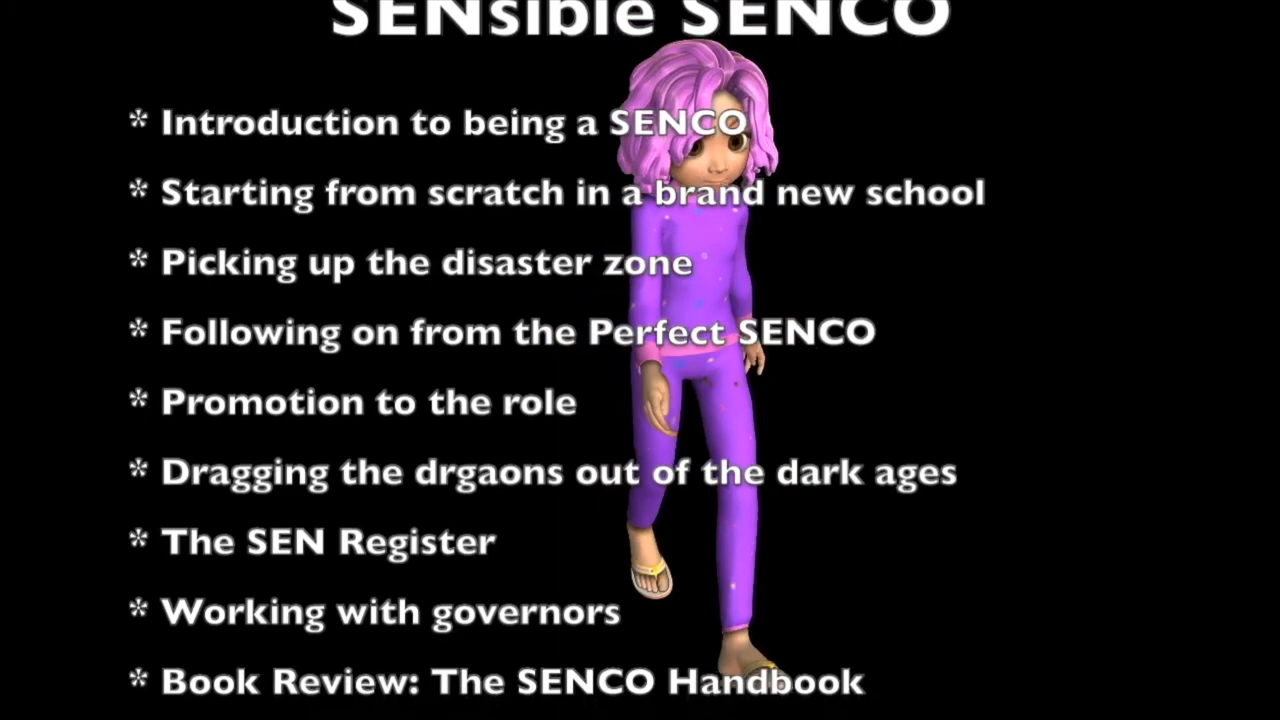 SENsible SENCO
* Introduction to being a SENCO
* Starting from scratch in a brand new school
* Picking up the disaster zone
* Following on from the Perfect SENCO
* Promotion to the role
* Dragging the drgaons out of the dark ages
* The SEN Register
* Working with governors
* Book Review: The SENCO Handbook